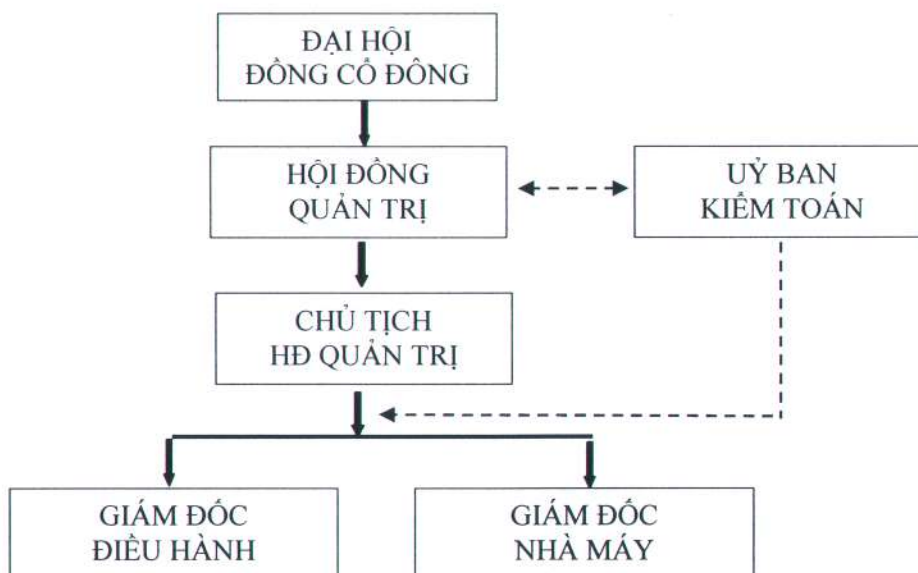 ĐẠI HỘI
ĐỒNG CỔ ĐÔNG
HỘI ĐỒNG
QUẢN TRỊ
UỶ BAN
KIỂM TOÁN
CHỦ TỊCH
HĐ QUẢN TRỊ
GIÁM ĐỐC
ĐIỀU HÀNH
GIÁM ĐỐC
NHÀ MÁY